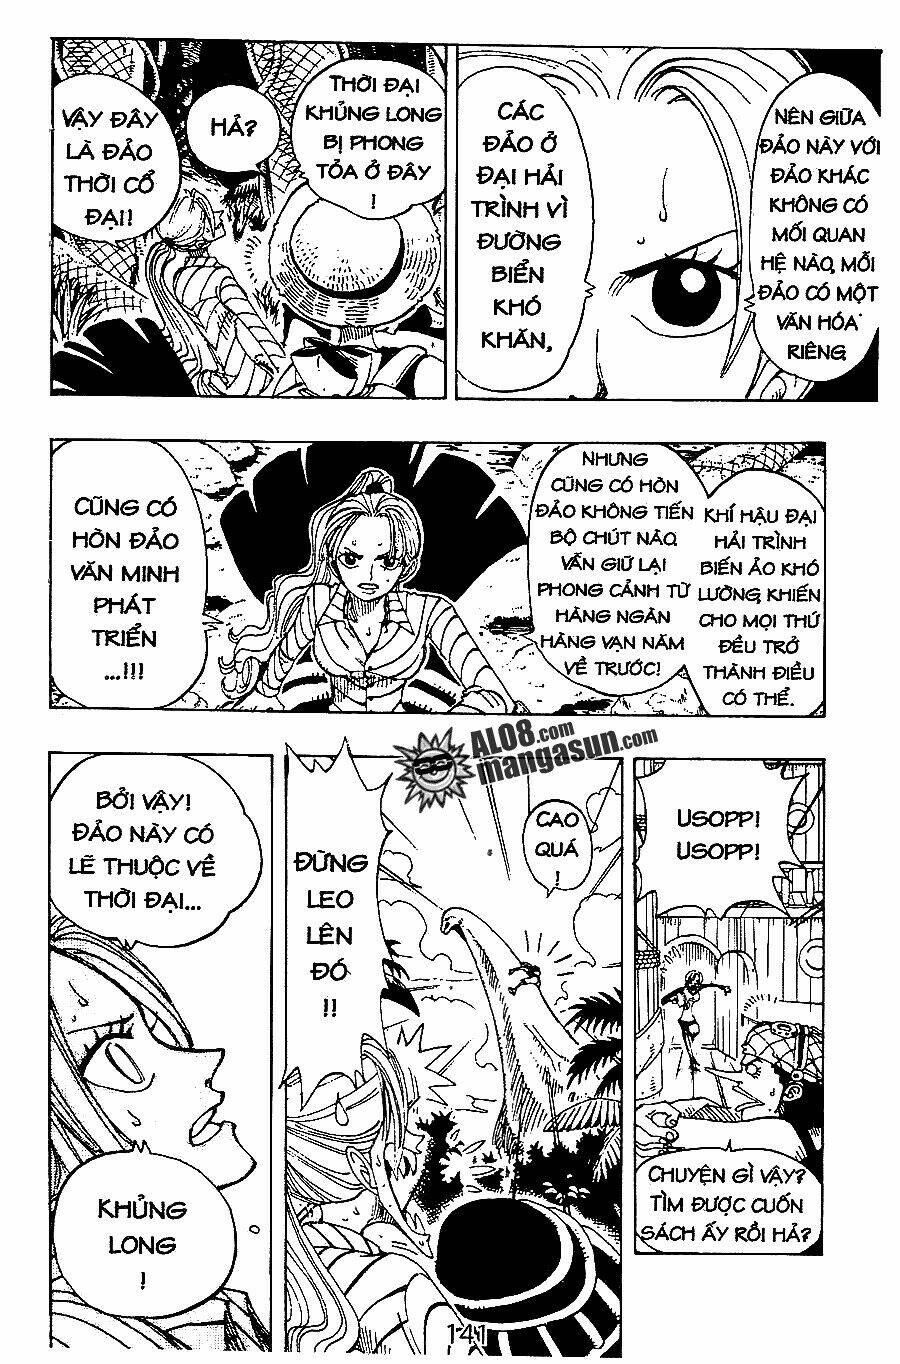 VẬY ĐÂY
LÀ ĐẢO
THỜI CỔ
ĐẠI!
HẢ?
THỜI ĐẠI
KHỦNG LONG
BỊ PHONG
TỎA Ở ĐÂY
!
CÁC
ĐẢO Ở
ĐẠI HẢI
TRÌNH VÌ
ĐƯỜNG
BIỂN
KHÓ
KHĂN,
NÊN GIỮA
ĐẢO NÀY VỚI
ĐẢO KHÁC
KHÔNG CÓ
MỐI QUAN
HỆ NÀO, MỖI
ĐẢO CÓ MỘT
VĂN HÓA
RIÊNG.
CŨNG CÓ
HÒN ĐẢO
VĂN MINH
PHÁT
TRIỂN
...!!!
NHƯNG
CŨNG CÓ HÒN
ĐẢO KHÔNG TIẾN
BỘ CHÚT NÀO.
VẪN GIỮ LẠI
PHONG CẢNH TỪ
HÀNG NGÀN
HÀNG VẠN NĂM
VỀ TRƯỚC!
KHÍ HẬU ĐẠI
HẢI TRÌNH
BIẾN ẢO KHÓ
LƯỜNG, KHIẾN
CHO MỌI THỨ
ĐỀU TRỞ
THÀNH ĐIỀU
CÓ THỂ.
AL08.com
mangasun.com
BỞI VẬY!
ĐẢO NÀY CÓ
LẼ THUỘC VỀ
THỜI ĐẠI...
KHỦNG
LONG
!
ĐỪNG
LEO
LÊN
ĐÓ
!!
CAO
QUÁ
!
USOPP!
USOPP!
CHUYỆN GÌ VẬY?
TÌM ĐƯỢC CUỐN
SÁCH ẤY RỒI HẢ?
141